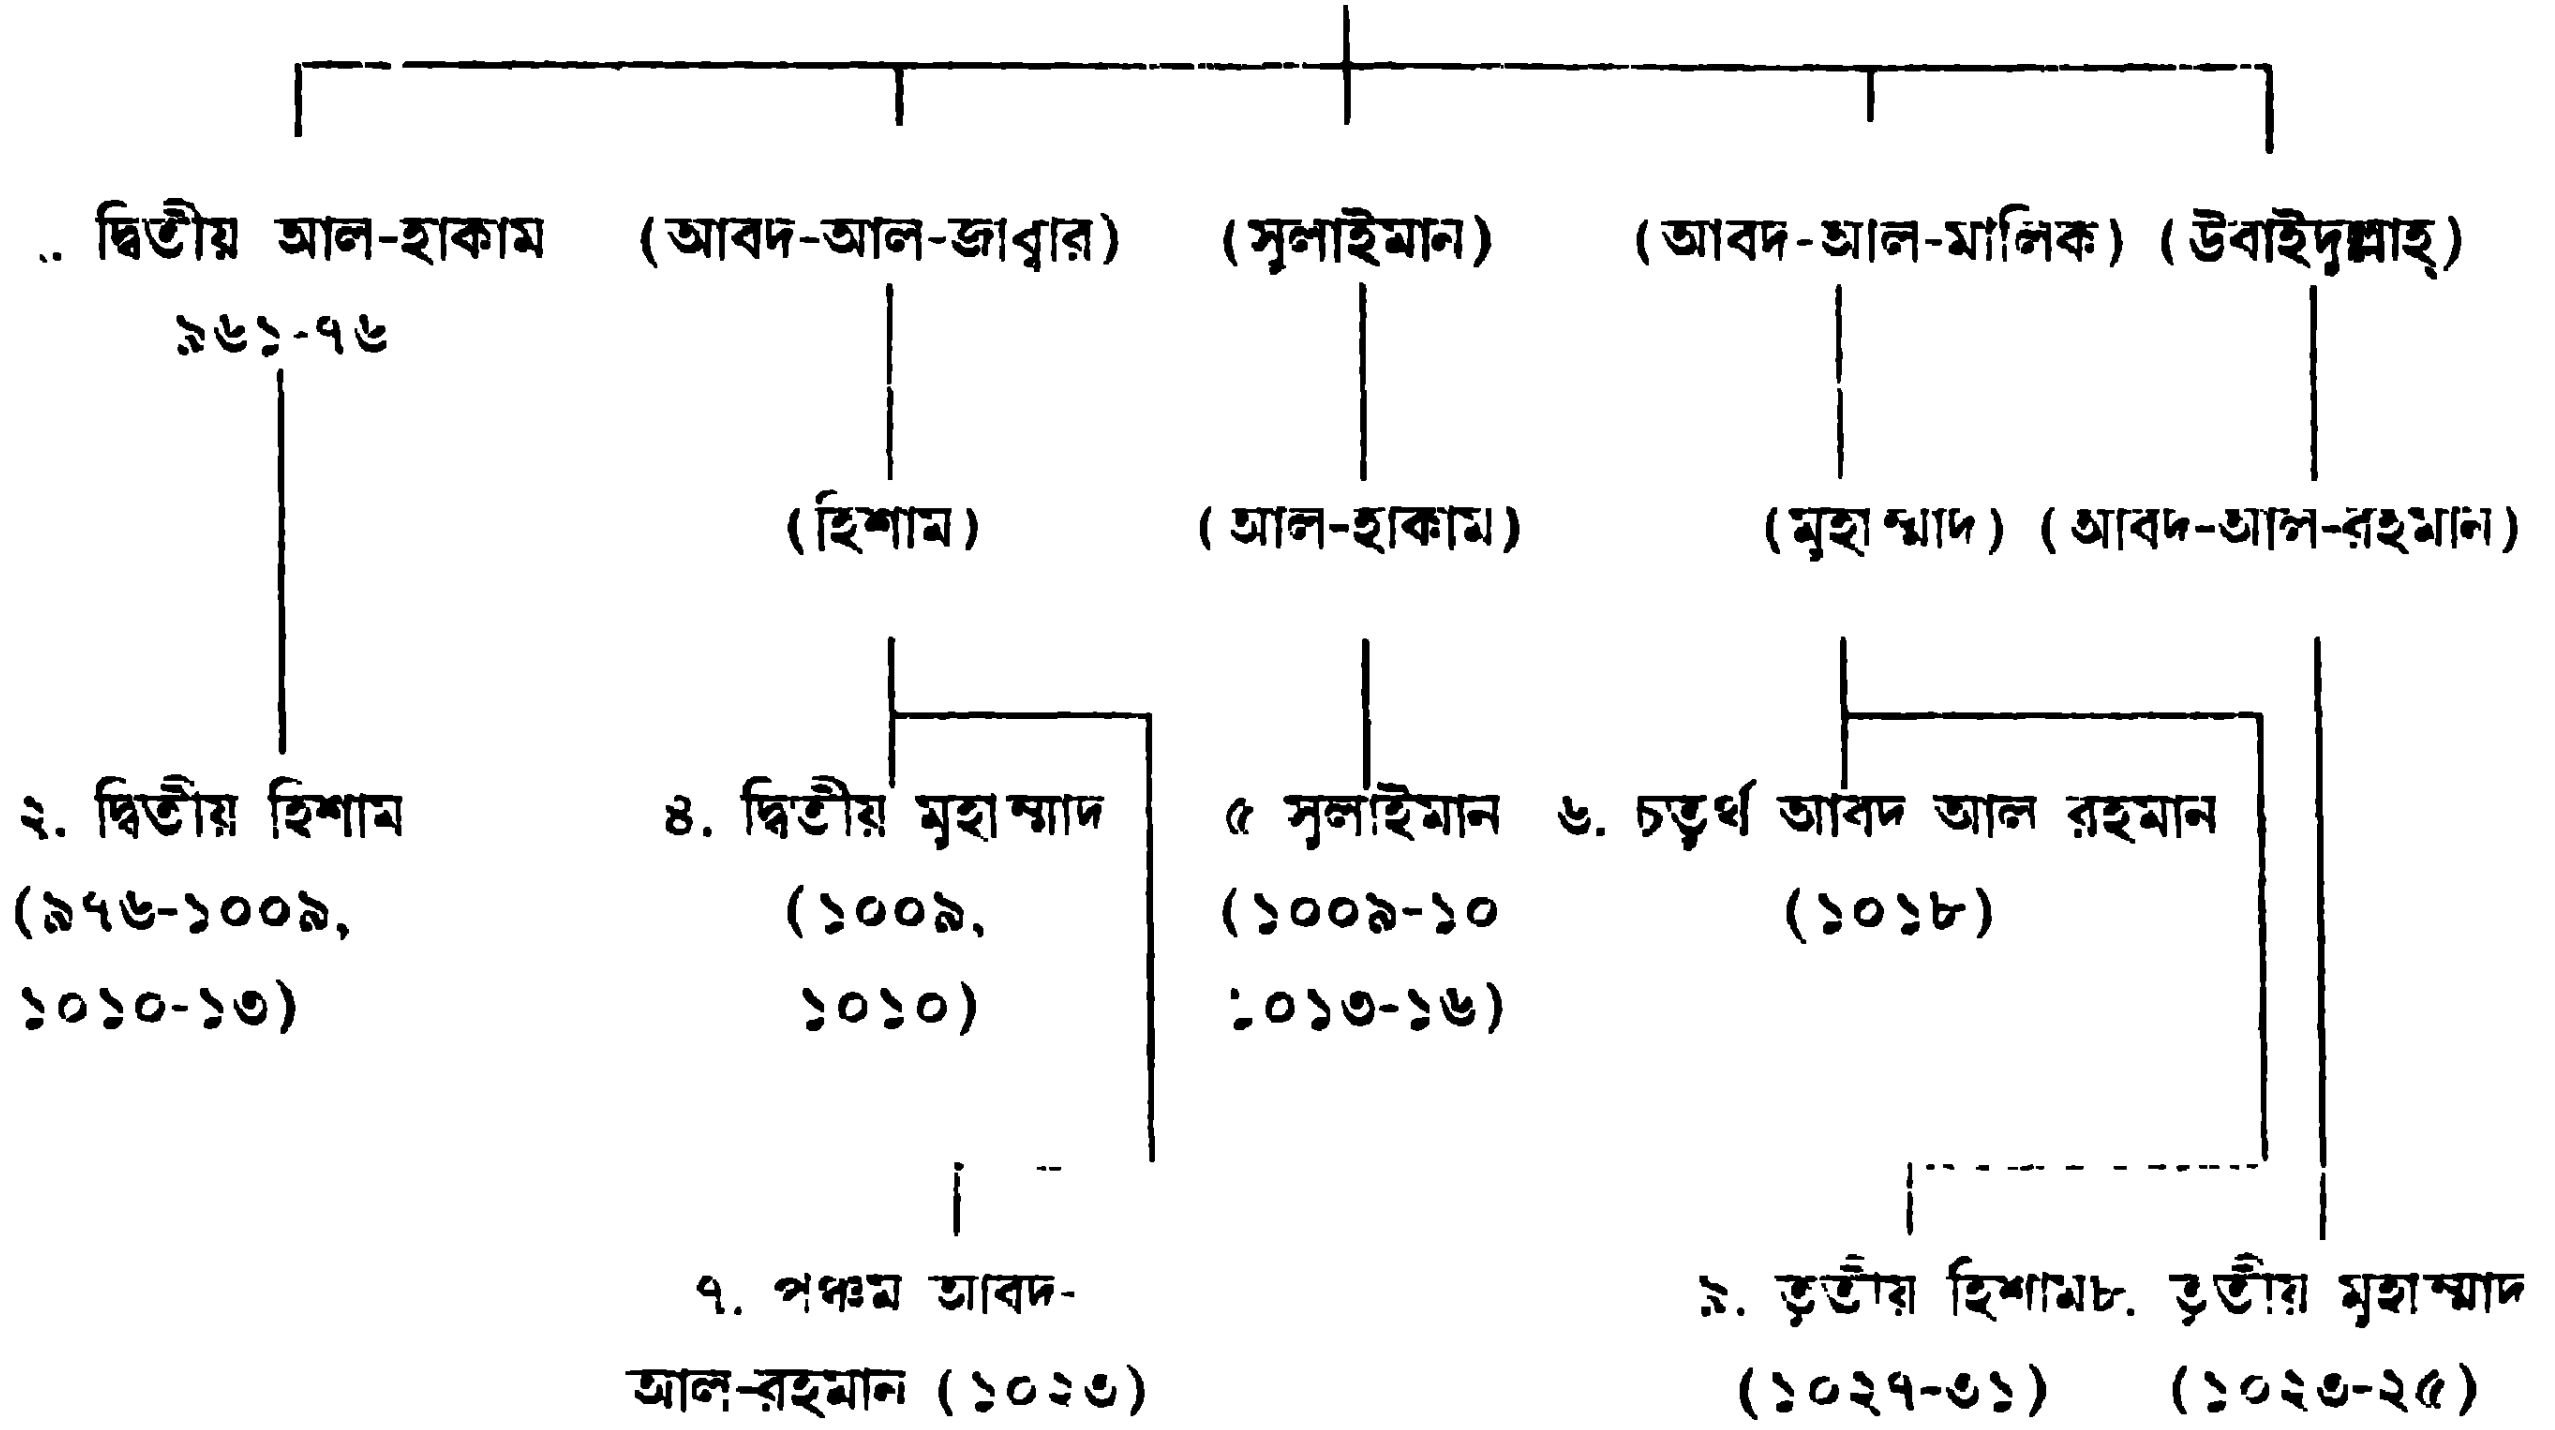 . দ্বিতীয় আল-হাকাম (আবদ-আল-জাব্বার) (সুলাইমান) (আবদ-আল-মালিক) (উবাইদুল্লাহ্)
৯৬১-৭৬
(হিশাম) (আল-হাকাম) (মুহাম্মাদ) (আবদ-আল-রহমান)
২. দ্বিতীয় হিশাম ৪. দ্বিতীয় মুহাম্মাদ ৫ সুলাইমান ৬. চতুর্থ আবদ আল রহমান
(৯৭৬-১০০৯, (১০০৯, (১০০৯-১০ (১০১৮)
১০১০-১৩) ১০১০) ১০১৩-১৬)
৭. পঞ্চম আবদ- ৯. তৃতীয় হিশাম ৮. তৃতীয় মুহাম্মাদ
আল-রহমান (১০২৩) (১০২৭-৩১) (১০২৩-২৫)